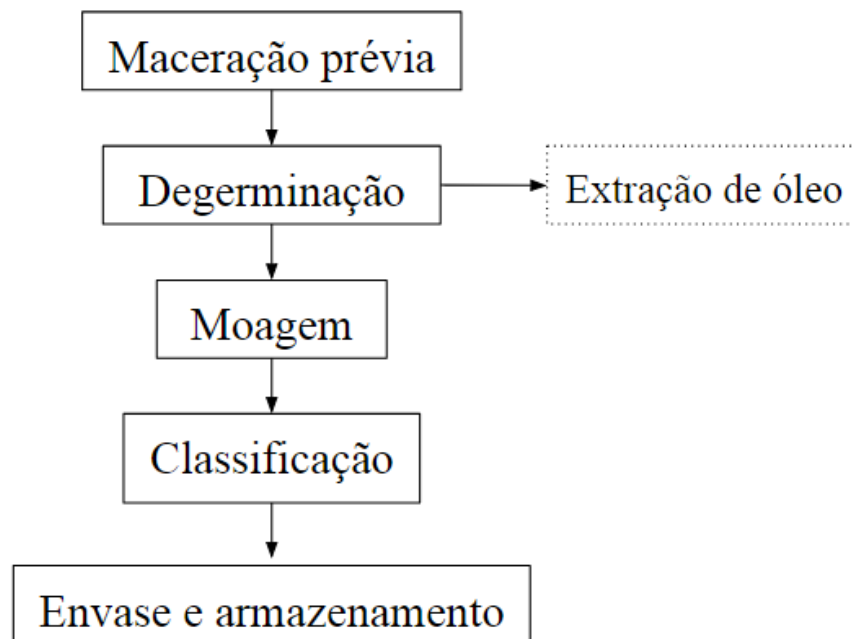 Maceração prévia
Degerminação
Extração de óleo
Moagem
Classificação
Envase e armazenamento